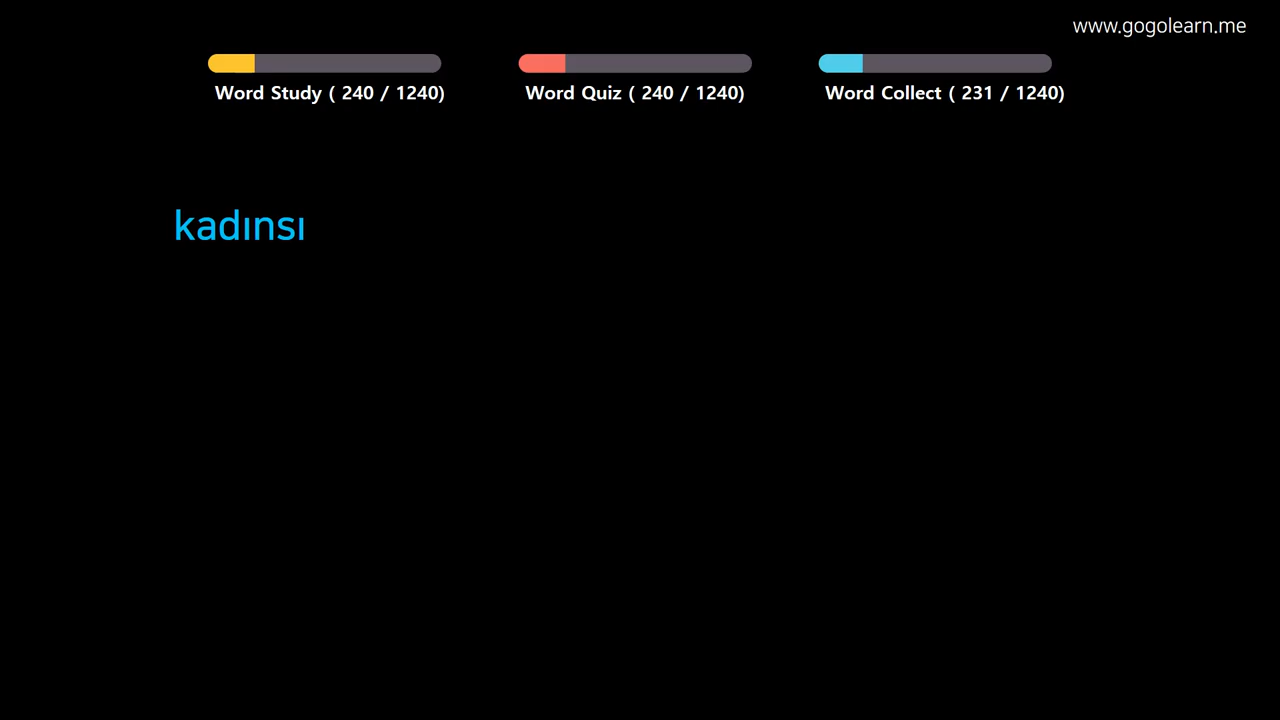 www.gogolearn.me
Word Study ( 240 / 1240)
Word Quiz ( 240 / 1240)
Word Collect ( 231 / 1240)
kadınsı